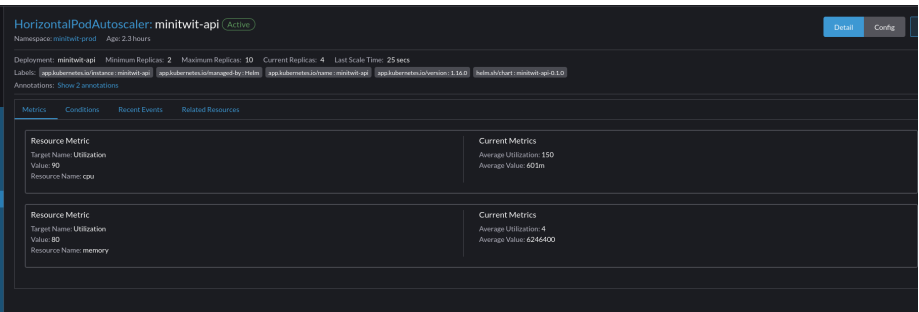 HorizontalPodAutoscaler: minitwit-api Active
Detail Config
Namespace: minitwit-prod Age: 2.3 hours
Deployment: minitwit-api Minimum Replicas: 2 Maximum Replicas: 10 Current Replicas: 4 Last Scale Time: 25 secs
Labels: app.kubernetes.io/instance : minitwit-api app.kubernetes.io/managed-by : Helm app.kubernetes.io/name : minitwit-api app.kubernetes.io/version : 1.16.0 helm.sh/chart : minitwit-api-0.1.0
Annotations: Show 2 annotations
Metrics Conditions Recent Events Related Resources
Resource Metric
Target Name: Utilization
Value: 90
Resource Name: cpu
Current Metrics
Average Utilization: 150
Average Value: 601m
Resource Metric
Target Name: Utilization
Value: 80
Resource Name: memory
Current Metrics
Average Utilization: 4
Average Value: 6246400